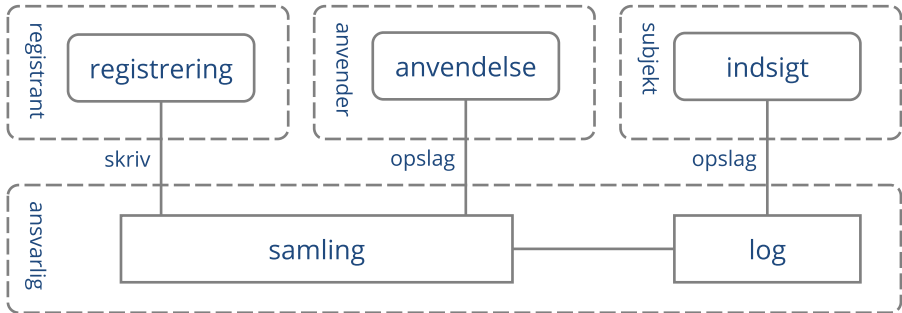 registrant
registrering
anvender
anvendelse
subjekt
indsigt
skriv
opslag
opslag
ansvarlig
samling
log